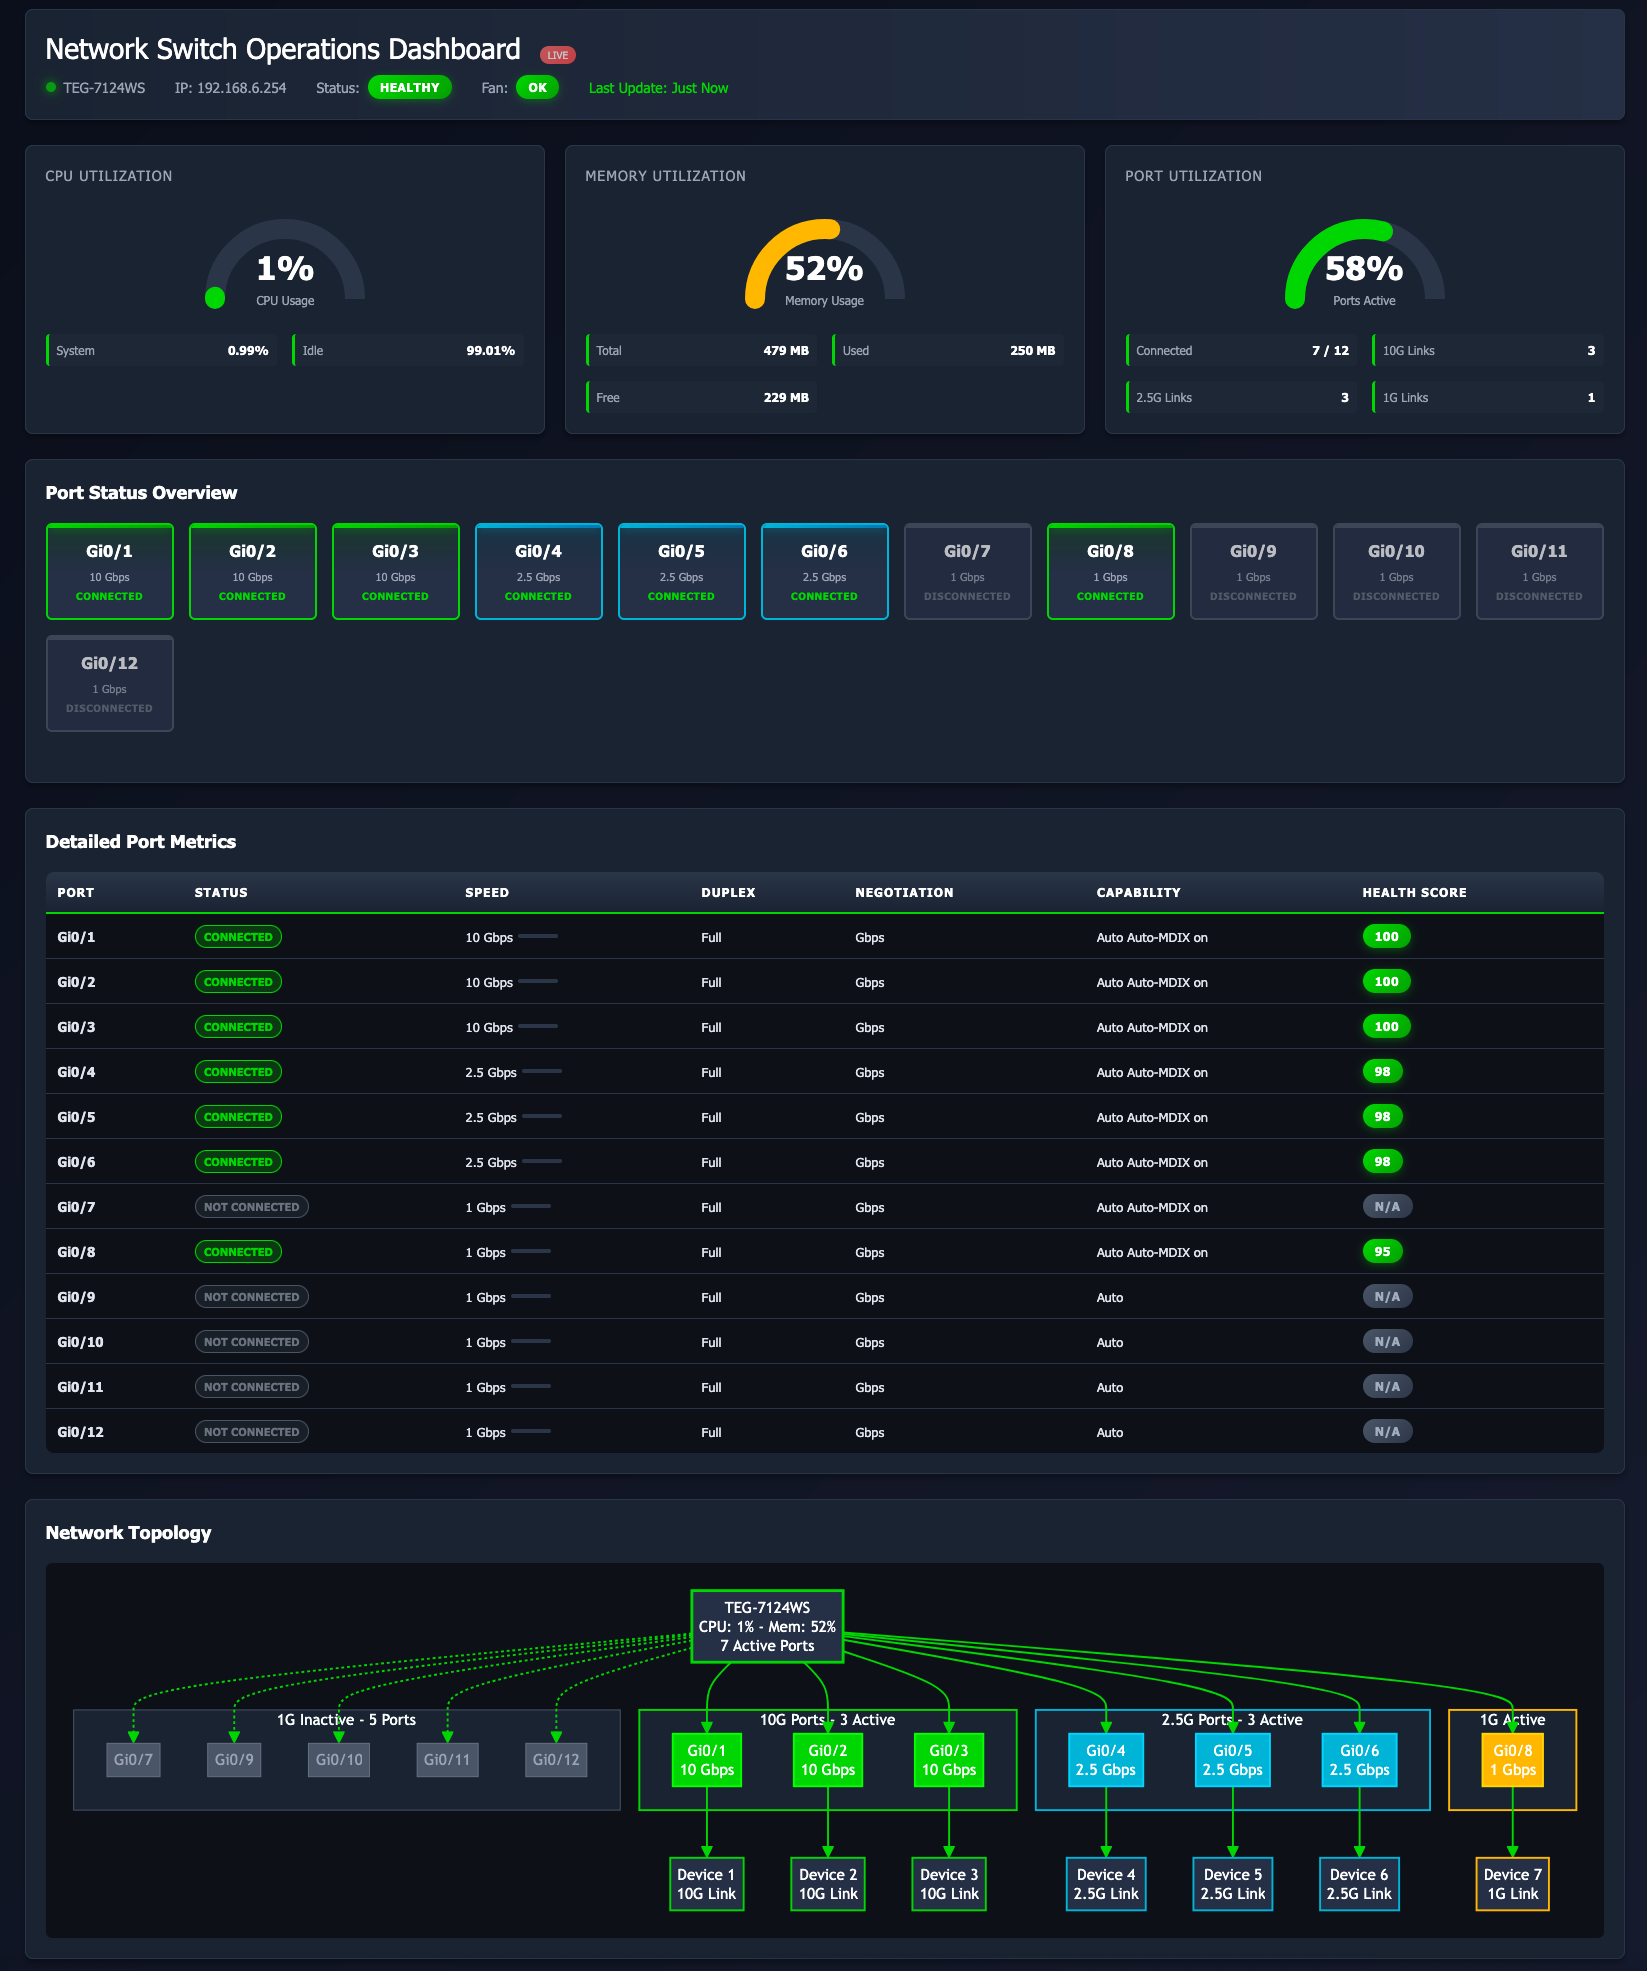 Network Switch Operations Dashboard LIVE
TEG-7124WS IP: 192.168.6.254 Status: HEALTHY Fan: OK Last Update: Just Now
CPU UTILIZATION
1%
CPU Usage
System 0.99% Idle 99.01%
MEMORY UTILIZATION
52%
Memory Usage
Total 479 MB Used 250 MB
Free 229 MB
PORT UTILIZATION
58%
Ports Active
Connected 7 / 12 10G Links 3
2.5G Links 3 1G Links 1
Port Status Overview
Gi0/1
10 Gbps
CONNECTED
Gi0/2
10 Gbps
CONNECTED
Gi0/3
10 Gbps
CONNECTED
Gi0/4
2.5 Gbps
CONNECTED
Gi0/5
2.5 Gbps
CONNECTED
Gi0/6
2.5 Gbps
CONNECTED
Gi0/7
1 Gbps
DISCONNECTED
Gi0/8
1 Gbps
CONNECTED
Gi0/9
1 Gbps
DISCONNECTED
Gi0/10
1 Gbps
DISCONNECTED
Gi0/11
1 Gbps
DISCONNECTED
Gi0/12
1 Gbps
DISCONNECTED
Detailed Port Metrics
PORT STATUS SPEED DUPLEX NEGOTIATION CAPABILITY HEALTH SCORE
Gi0/1 CONNECTED 10 Gbps Full Gbps Auto Auto-MDIX on 100
Gi0/2 CONNECTED 10 Gbps Full Gbps Auto Auto-MDIX on 100
Gi0/3 CONNECTED 10 Gbps Full Gbps Auto Auto-MDIX on 100
Gi0/4 CONNECTED 2.5 Gbps Full Gbps Auto Auto-MDIX on 98
Gi0/5 CONNECTED 2.5 Gbps Full Gbps Auto Auto-MDIX on 98
Gi0/6 CONNECTED 2.5 Gbps Full Gbps Auto Auto-MDIX on 98
Gi0/7 NOT CONNECTED 1 Gbps Full Gbps Auto Auto-MDIX on N/A
Gi0/8 CONNECTED 1 Gbps Full Gbps Auto Auto-MDIX on 95
Gi0/9 NOT CONNECTED 1 Gbps Full Gbps Auto N/A
Gi0/10 NOT CONNECTED 1 Gbps Full Gbps Auto N/A
Gi0/11 NOT CONNECTED 1 Gbps Full Gbps Auto N/A
Gi0/12 NOT CONNECTED 1 Gbps Full Gbps Auto N/A
Network Topology
TEG-7124WS
CPU: 1% - Mem: 52%
7 Active Ports
1G Inactive - 5 Ports
Gi0/7 Gi0/9 Gi0/10 Gi0/11 Gi0/12
10G Ports - 3 Active
Gi0/1
10 Gbps
Gi0/2
10 Gbps
Gi0/3
10 Gbps
2.5G Ports - 3 Active
Gi0/4
2.5 Gbps
Gi0/5
2.5 Gbps
Gi0/6
2.5 Gbps
1G Active
Gi0/8
1 Gbps
Device 1
10G Link
Device 2
10G Link
Device 3
10G Link
Device 4
2.5G Link
Device 5
2.5G Link
Device 6
2.5G Link
Device 7
1G Link